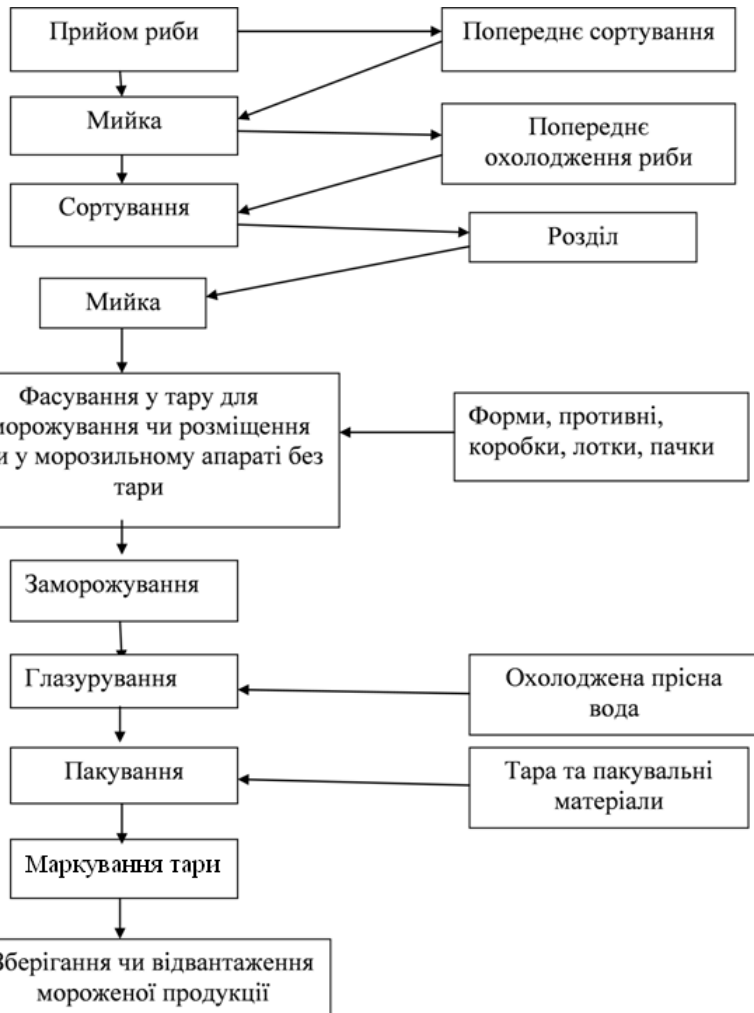 Прийом риби
Попереднє сортування
Мийка
Попереднє
охолодження риби
Сортування
Розділ
Мийка
Фасування у тару для
чи розміщення
у морозильному апараті без
тари
Форми, противні,
коробки, лотки, пачки
Заморожування
Глазурування
Охолоджена прісна
вода
Пакування
Тара та пакувальні
матеріали
Маркування тари
Зберігання чи відвантаження
мороженої продукції